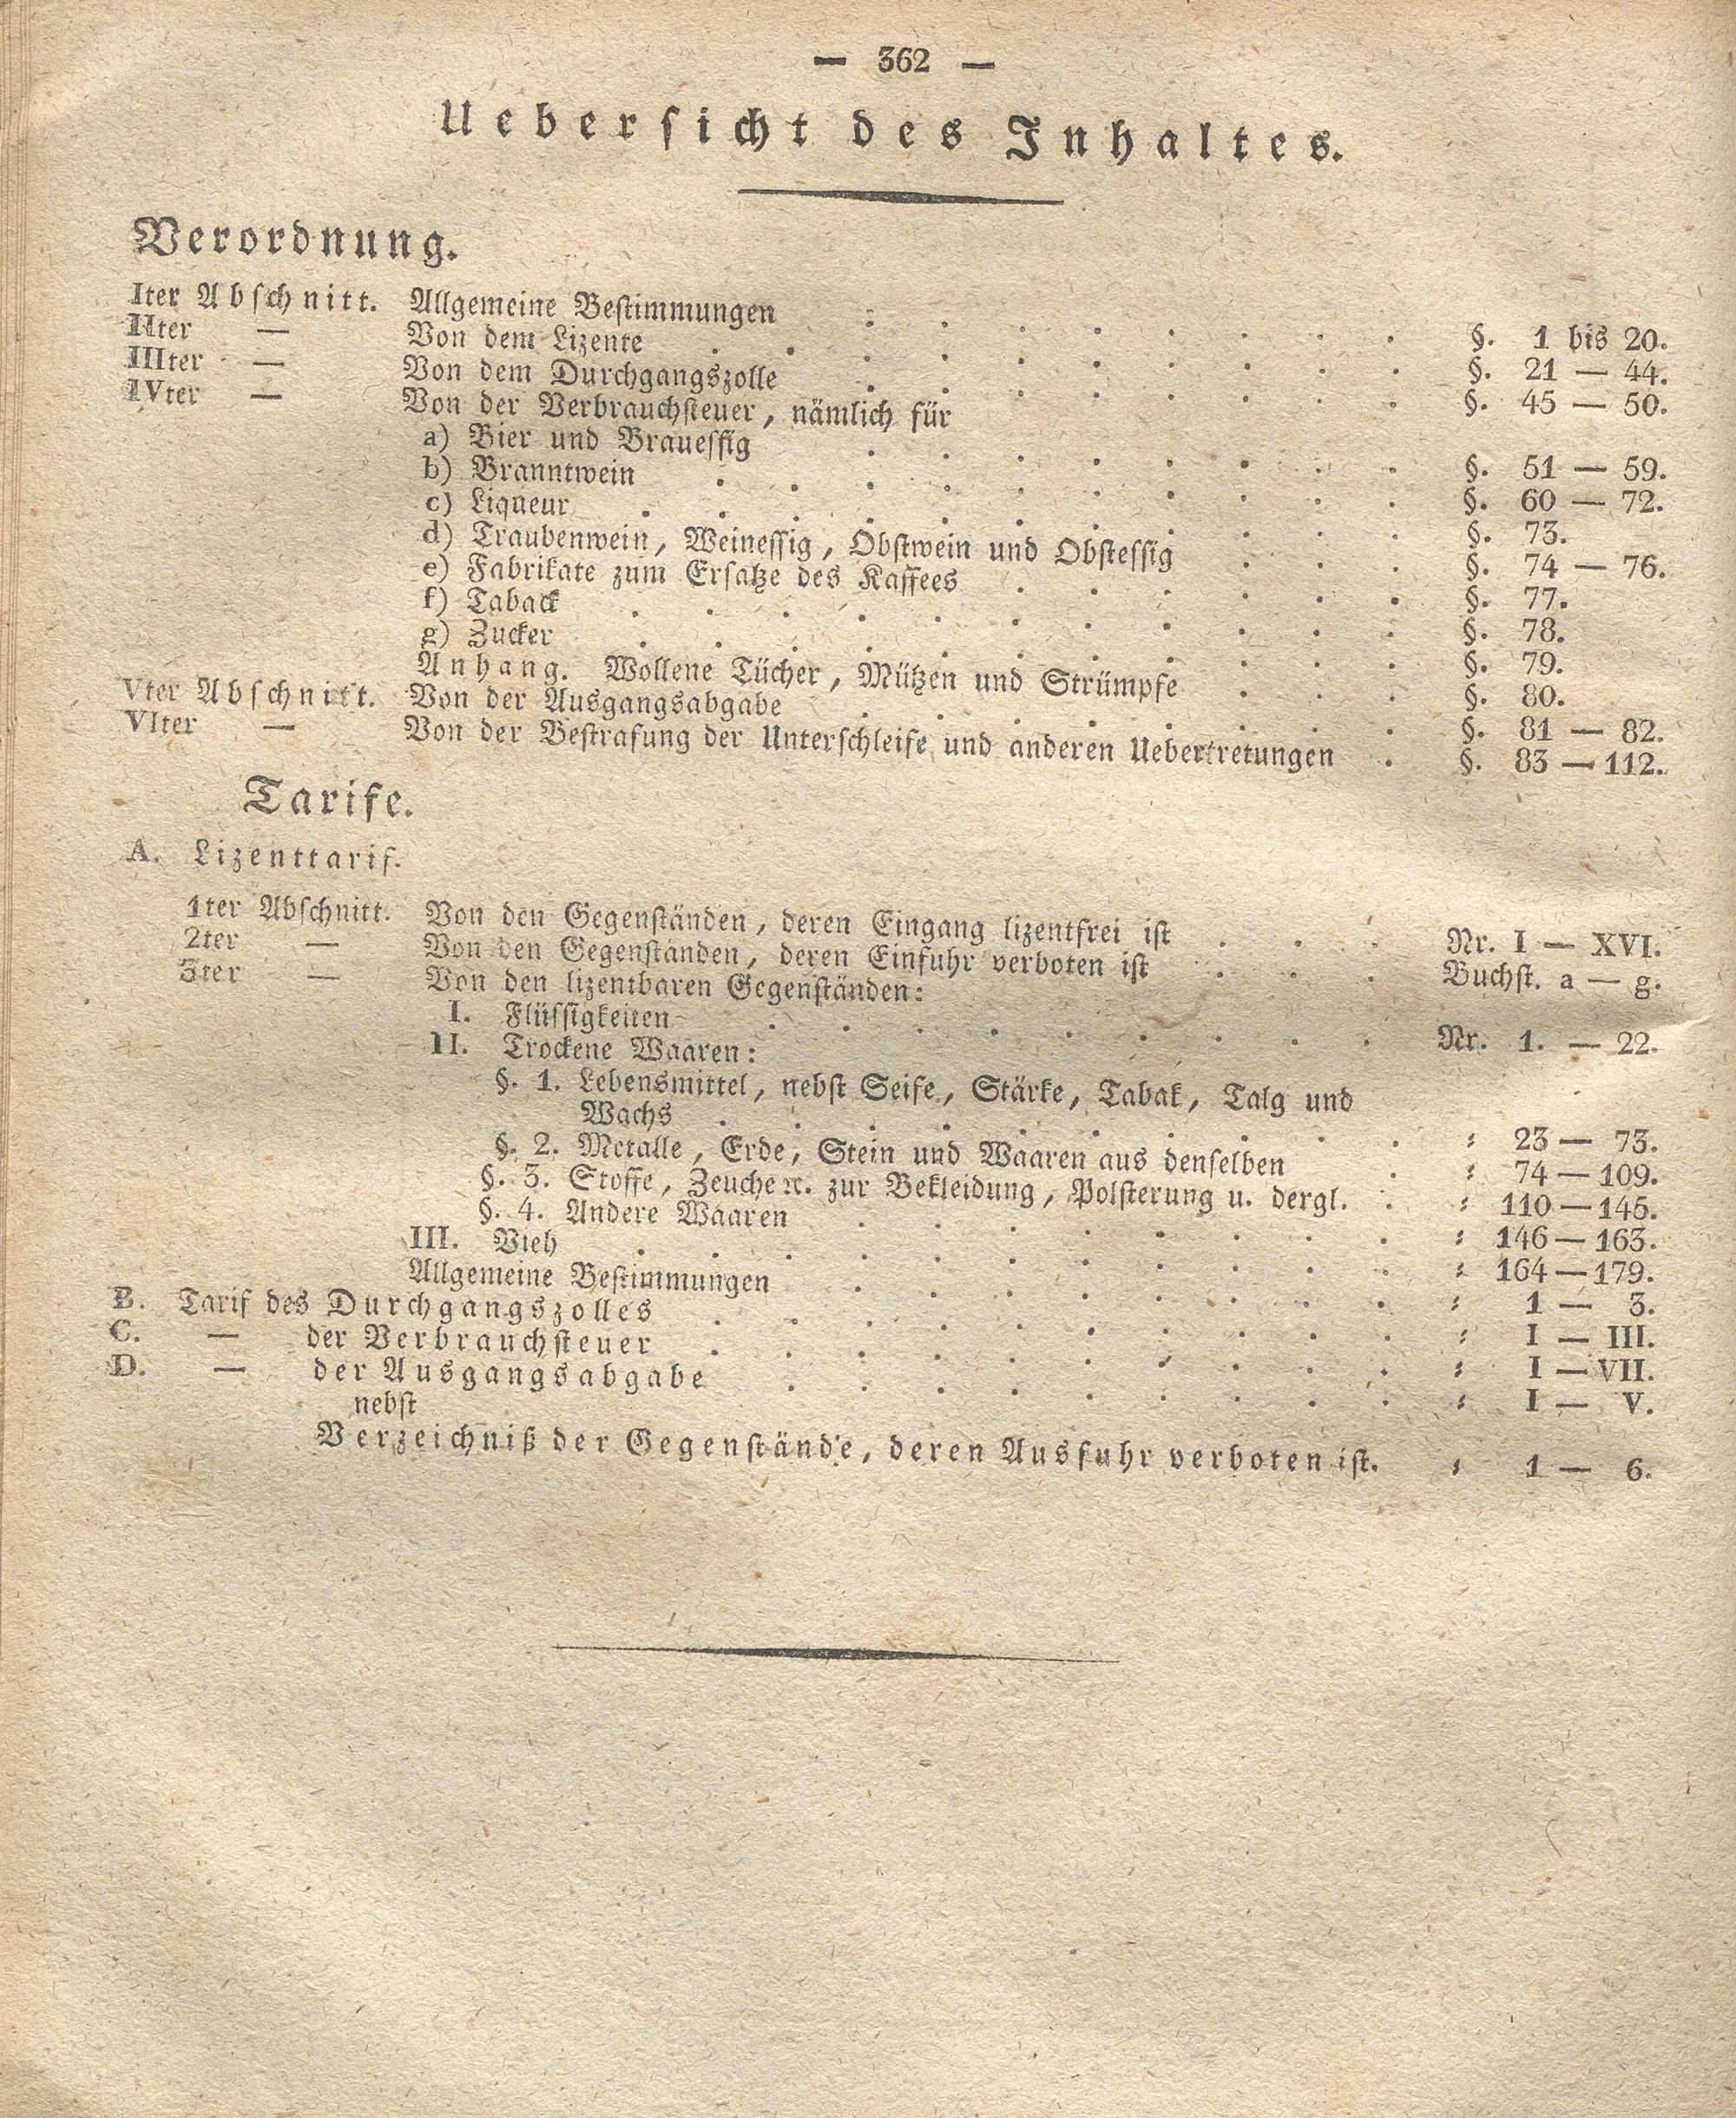 — 362 —
Uebersicht des Inhaltes.
Verordnung.
Iter Abschnitt. Allgemeine Bestimmungen . . . . . . . . §. 1 bis 20.
IIter — Von dem Lizente . . . . . . . . . . §. 21 — 44.
IIIter — Von dem Durchgangszolle . . . . . . . . §. 45 — 50.
IVter — Von der Verbrauchsteuer, nämlich für
a) Bier und Brauessig . . . . . . . . §. 51 — 59.
b) Branntwein . . . . . . . . . . §. 60 — 72.
c) Liqueur . . . . . . . . . . . §. 73.
d) Traubenwein, Weinessig, Obstwein und Obstessig . . . §. 74 — 76.
e) Fabrikate zum Ersatze des Kaffees . . . . . . §. 77.
f) Taback . . . . . . . . . . . §. 78.
g) Zucker . . . . . . . . . . . §. 79.
Anhang. Wollene Tücher, Mützen und Strümpfe . . . §. 80.
Vter Abschnitt. Von der Ausgangsabgabe . . . . . . . . §. 81 — 82.
VIter — Von der Bestrafung der Unterschleife und anderen Uebertretungen . §. 83 — 112.
Tarife.
A. Lizenttarif.
1ter Abschnitt. Von den Gegenständen, deren Eingang lizentfrei ist . . . Nr. I — XVI.
2ter — Von den Gegenständen, deren Einfuhr verboten ist . . . Buchst. a — g.
3ter — Von den lizentbaren Gegenständen:
I. Flüssigkeiten . . . . . . . . . Nr. 1. — 22.
II. Trockene Waaren:
§. 1. Lebensmittel, nebst Seife, Stärke, Tabak, Talg und
Wachs . . . . . . . . . . = 23 — 73.
§. 2. Metalle, Erde, Stein und Waaren aus denselben . = 74 — 109.
§. 3. Stoffe, Zeuche ꝛc. zur Bekleidung, Polsterung u. dergl. . = 110 — 145.
§. 4. Andere Waaren . . . . . . . . = 146 — 163.
III. Vieh . . . . . . . . . . . = 164 — 179.
Allgemeine Bestimmungen . . . . . . . . = 1 — 3.
B. Tarif des Durchgangszolles . . . . . . . . . . = I — III.
C. — der Verbrauchsteuer . . . . . . . . . . = I — VII.
D. — der Ausgangsabgabe . . . . . . . . . = I — V.
nebst
Verzeichniß der Gegenstände, deren Ausfuhr verboten ist. = 1 — 6.